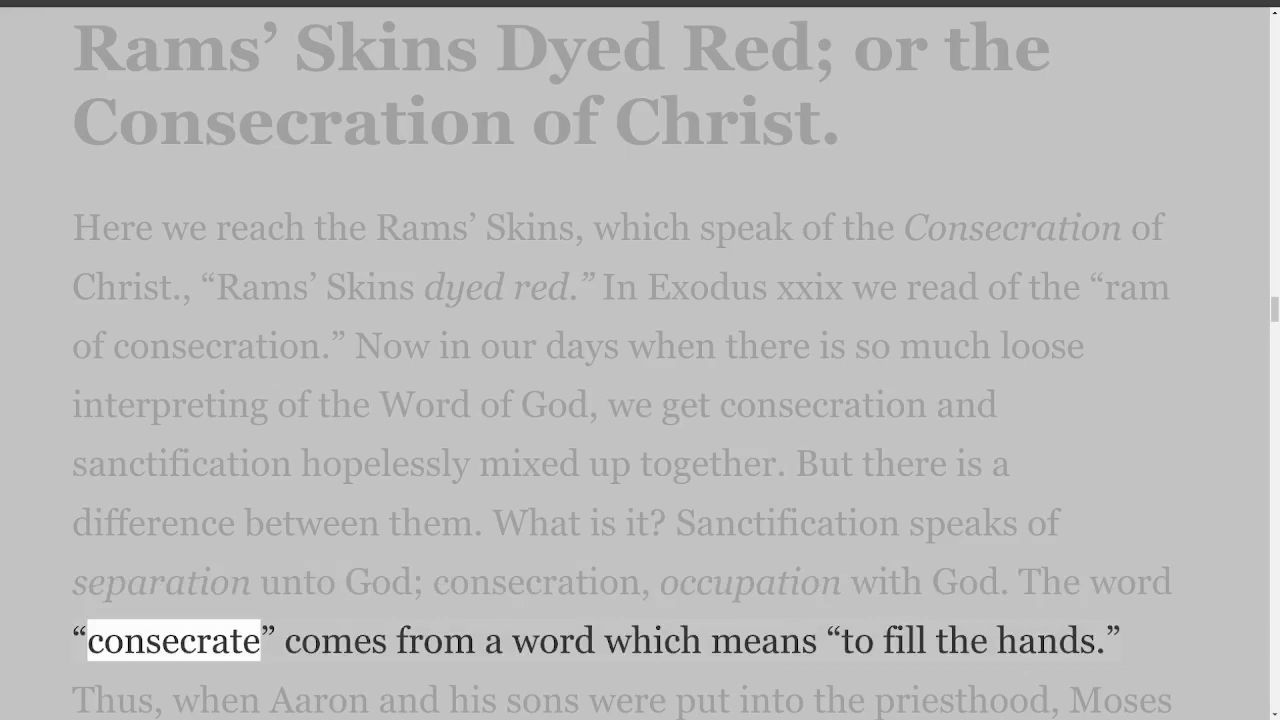 Rams’ Skins Dyed Red; or the
Consecration of Christ.
Here we reach the Rams’ Skins, which speak of the Consecration of
Christ., “Rams’ Skins dyed red.” In Exodus xxix we read of the “ram
of consecration.” Now in our days when there is so much loose
interpreting of the Word of God, we get consecration and
sanctification hopelessly mixed up together. But there is a
difference between them. What is it? Sanctification speaks of
separation unto God; consecration, occupation with God. The word
“consecrate” comes from a word which means “to fill the hands.”
Thus, when Aaron and his sons were put into the priesthood, Moses